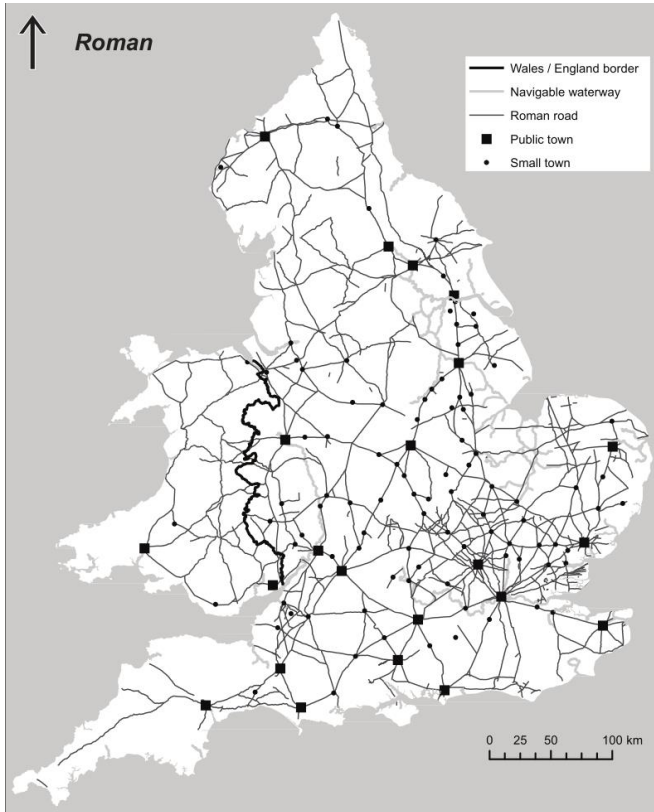 Roman
Wales / England border
Navigable waterway
Roman road
Public town
Small town
0 25 50 100 km